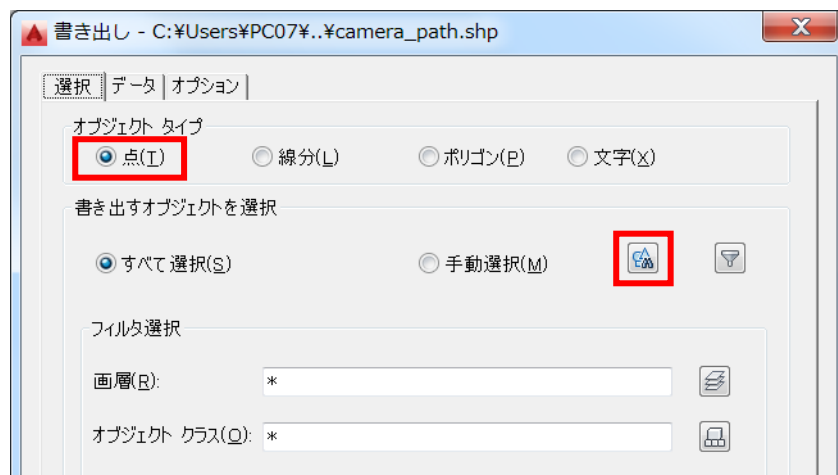 書き出し - C:¥Users¥PC07¥..¥camera_path.shp
選択 データ オプション
オブジェクト タイプ
点(T) 線分(L) ポリゴン(P) 文字(X)
書き出すオブジェクトを選択
すべて選択(S) 手動選択(M)
フィルタ選択
画層(R): *
オブジェクト クラス(O): *